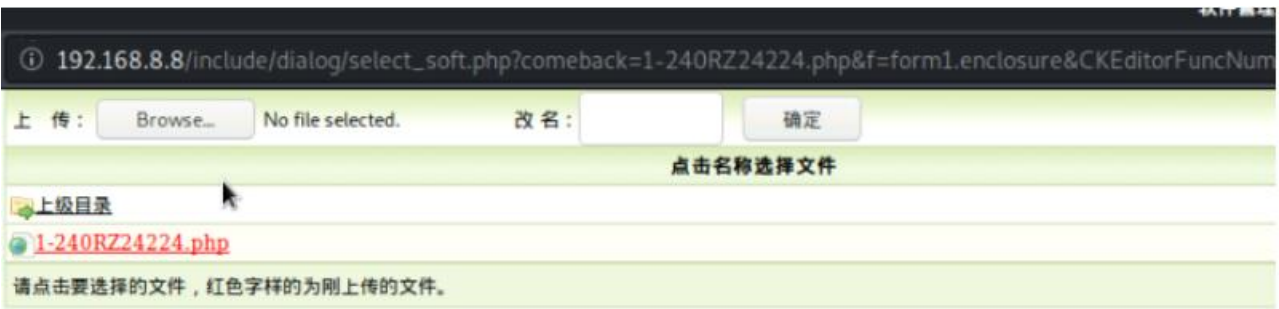 192.168.8.8/include/dialog/select_soft.php?comeback=1-240RZ24224.php&f=form1.enclosure&CKEditorFuncNum
上 传： Browse... No file selected. 改名： 确定
点击名称选择文件
上级目录
1-240RZ24224.php
请点击要选择的文件，红色字样的为刚上传的文件。